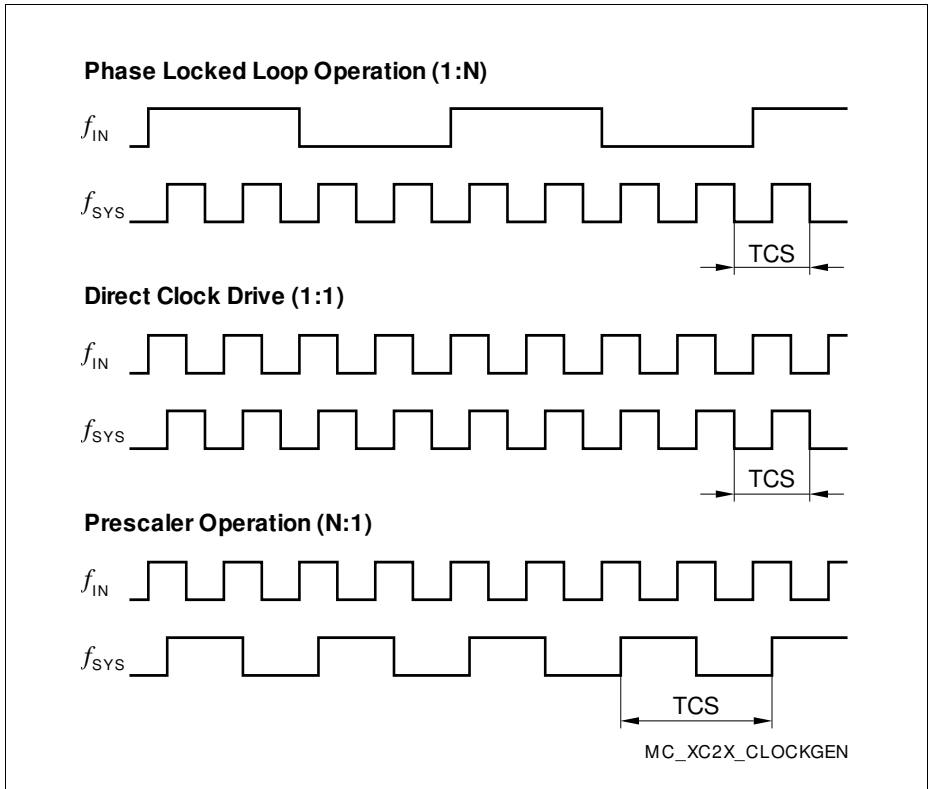 Phase Locked Loop Operation (1:N)
fIN
fSYS
TCS
Direct Clock Drive (1:1)
fIN
fSYS
TCS
Prescaler Operation (N:1)
fIN
fSYS
TCS
MC_XC2X_CLOCKGEN